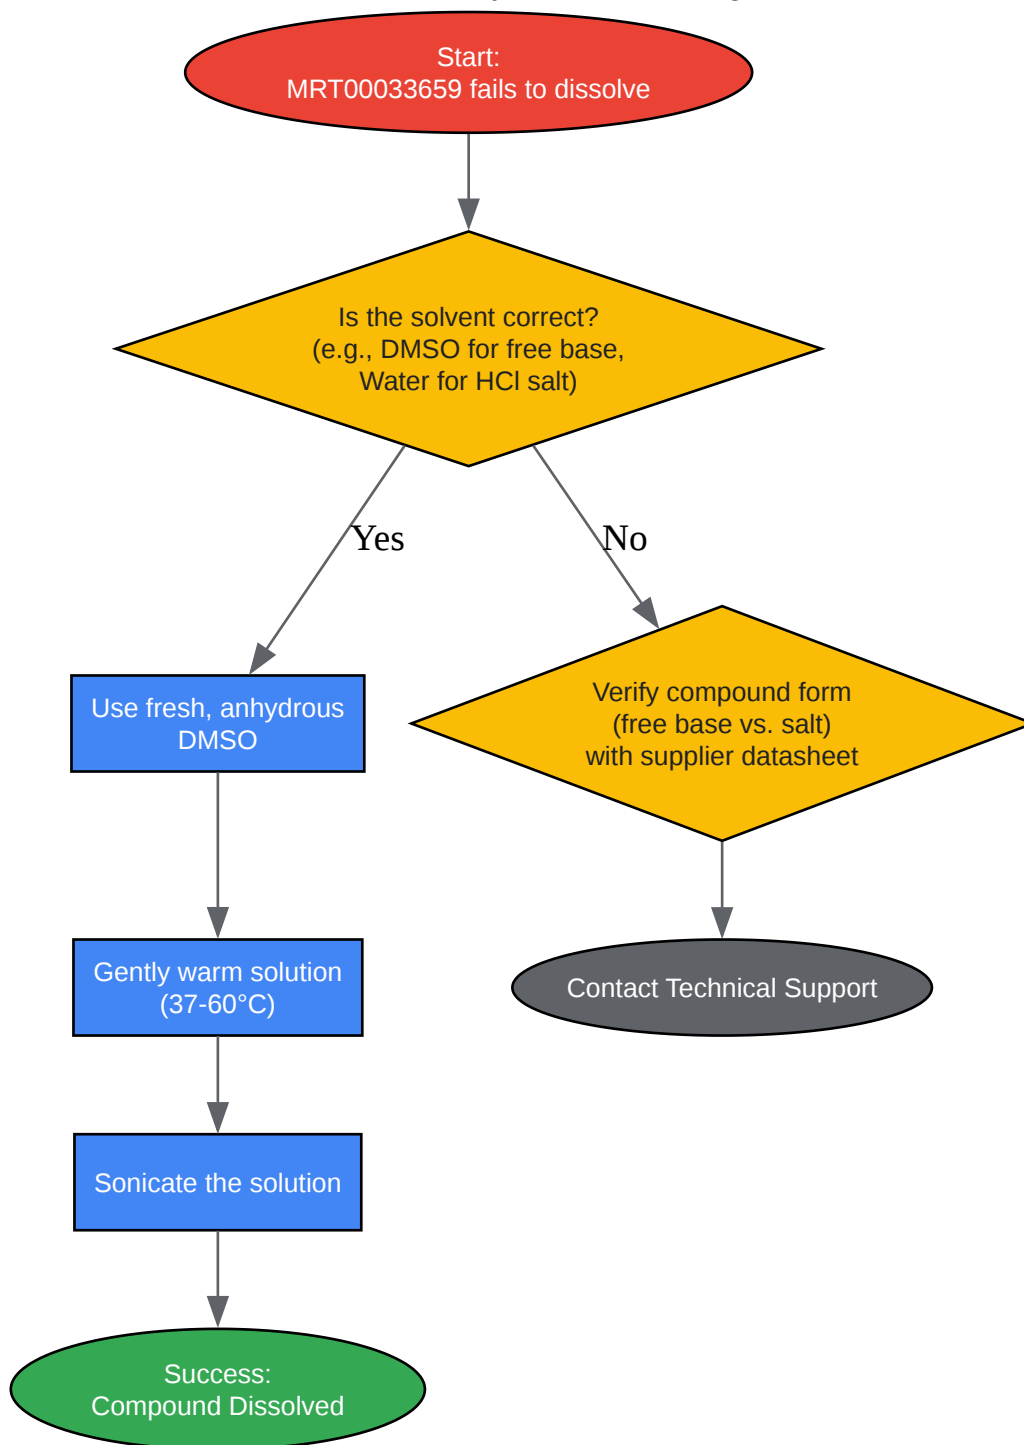 Start:
MRT00033659 fails to dissolve
Is the solvent correct?
(e.g., DMSO for free base,
Water for HCl salt)
Yes
No
Use fresh, anhydrous
DMSO
Verify compound form
(free base vs. salt)
with supplier datasheet
Gently warm solution
(37-60°C)
Contact Technical Support
Sonicate the solution
Success:
Compound Dissolved